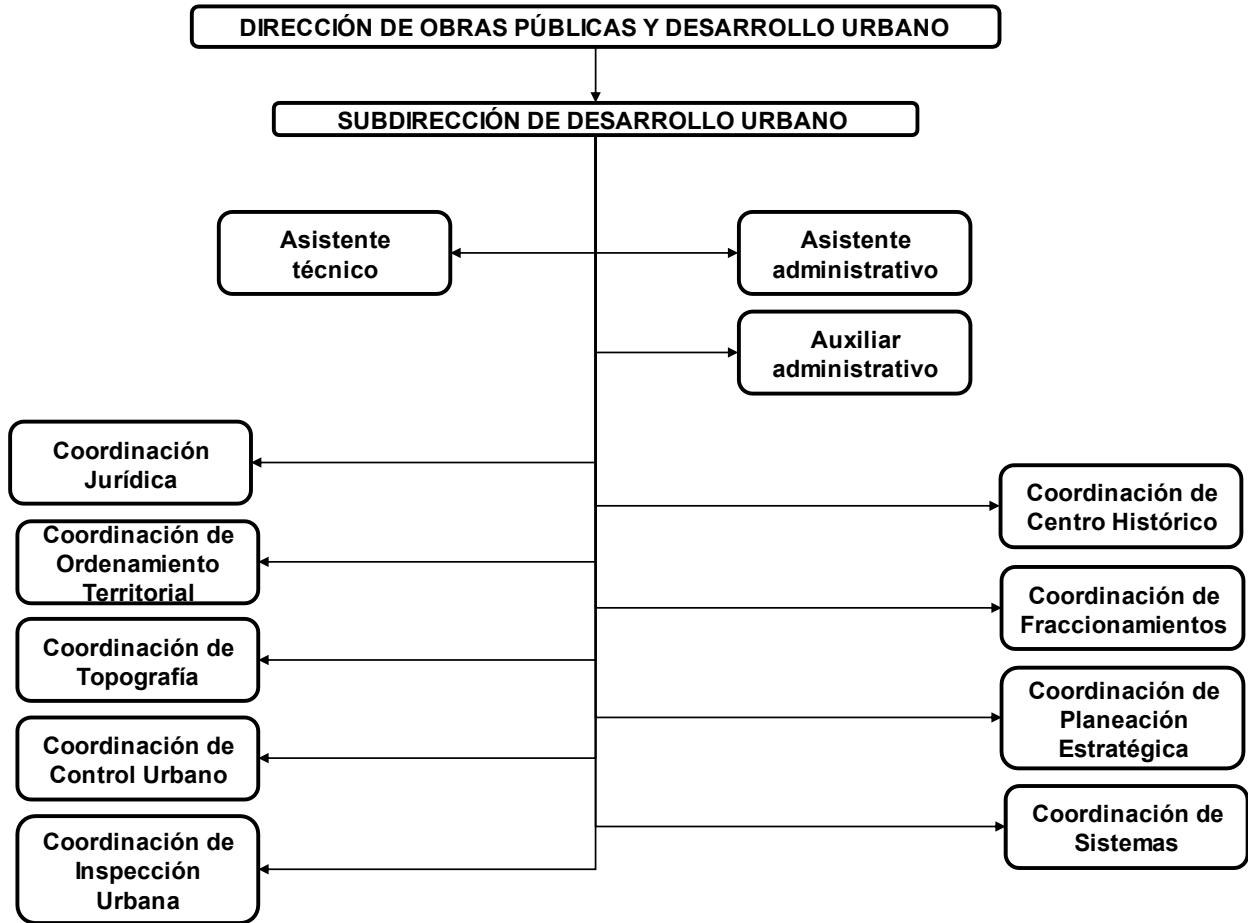 DIRECCIÓN DE OBRAS PÚBLICAS Y DESARROLLO URBANO
SUBDIRECCIÓN DE DESARROLLO URBANO
Asistente
técnico
Asistente
administrativo
Auxiliar
administrativo
Coordinación
Jurídica
Coordinación de
Ordenamiento
Territorial
Coordinación de
Topografía
Coordinación de
Control Urbano
Coordinación de
Inspección
Urbana
Coordinación de
Centro Histórico
Coordinación de
Fraccionamientos
Coordinación de
Planeación
Estratégica
Coordinación de
Sistemas